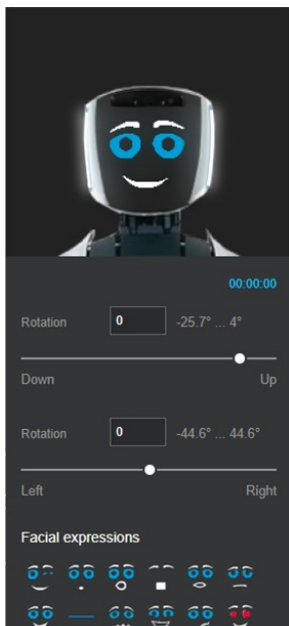 00:00:00
Rotation 0 -25.7° ... 4°
Down Up
Rotation 0 -44.6° ... 44.6°
Left Right
Facial expressions